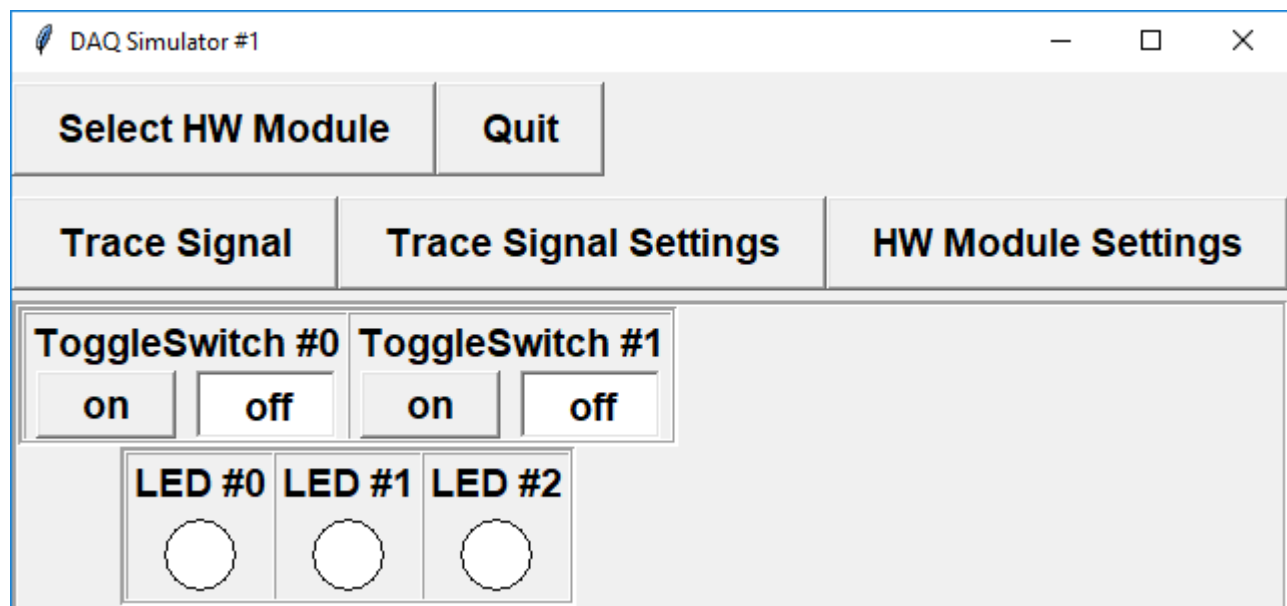 DAQ Simulator #1
Select HW Module Quit
Trace Signal Trace Signal Settings HW Module Settings
ToggleSwitch #0 ToggleSwitch #1
on off on off
LED #0 LED #1 LED #2